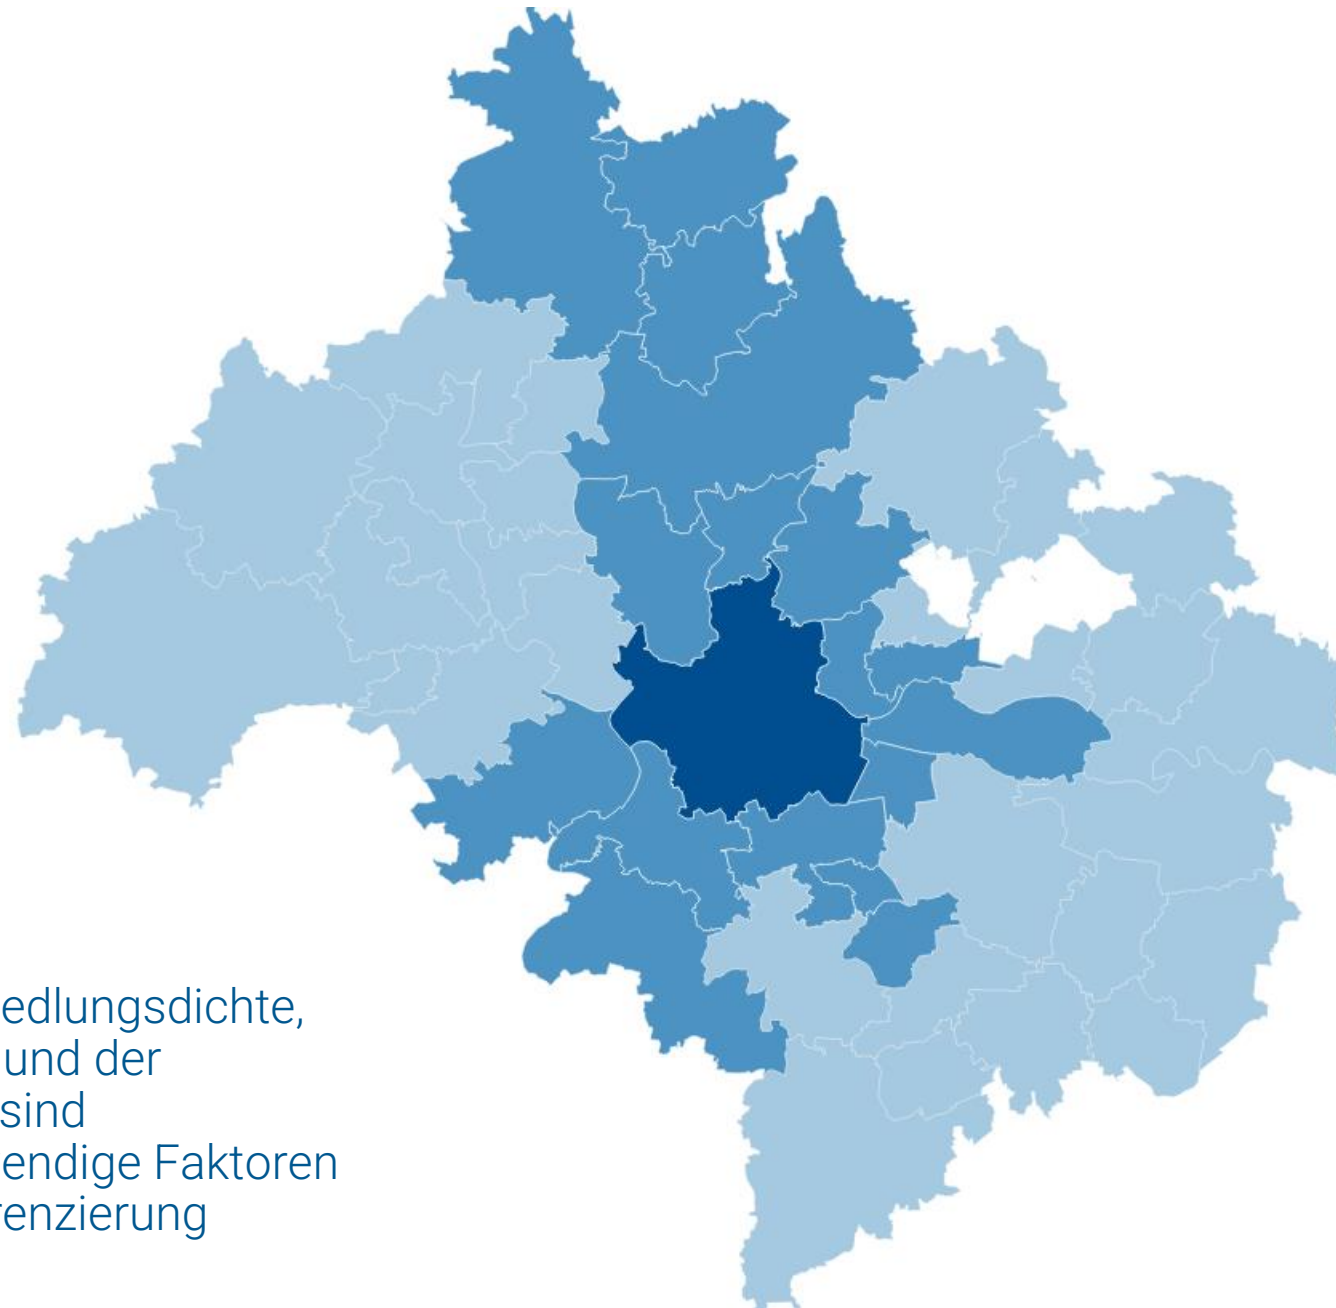 edlungsdichte,
und der
sind
endige Faktoren
renzierung